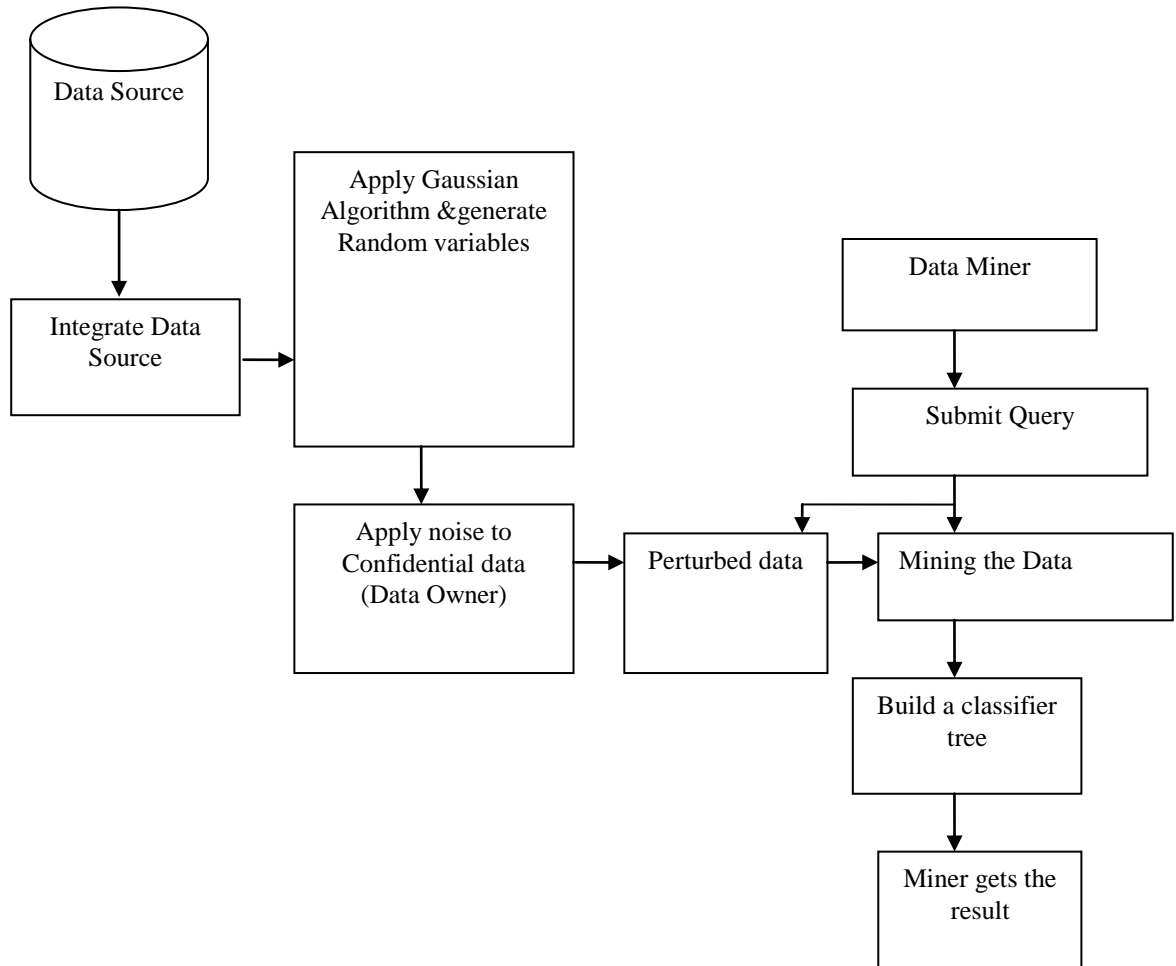 Data Source
Integrate Data
Source
Apply Gaussian
Algorithm &generate
Random variables
Apply noise to
Confidential data
(Data Owner)
Perturbed data
Data Miner
Submit Query
Mining the Data
Build a classifier
tree
Miner gets the
result